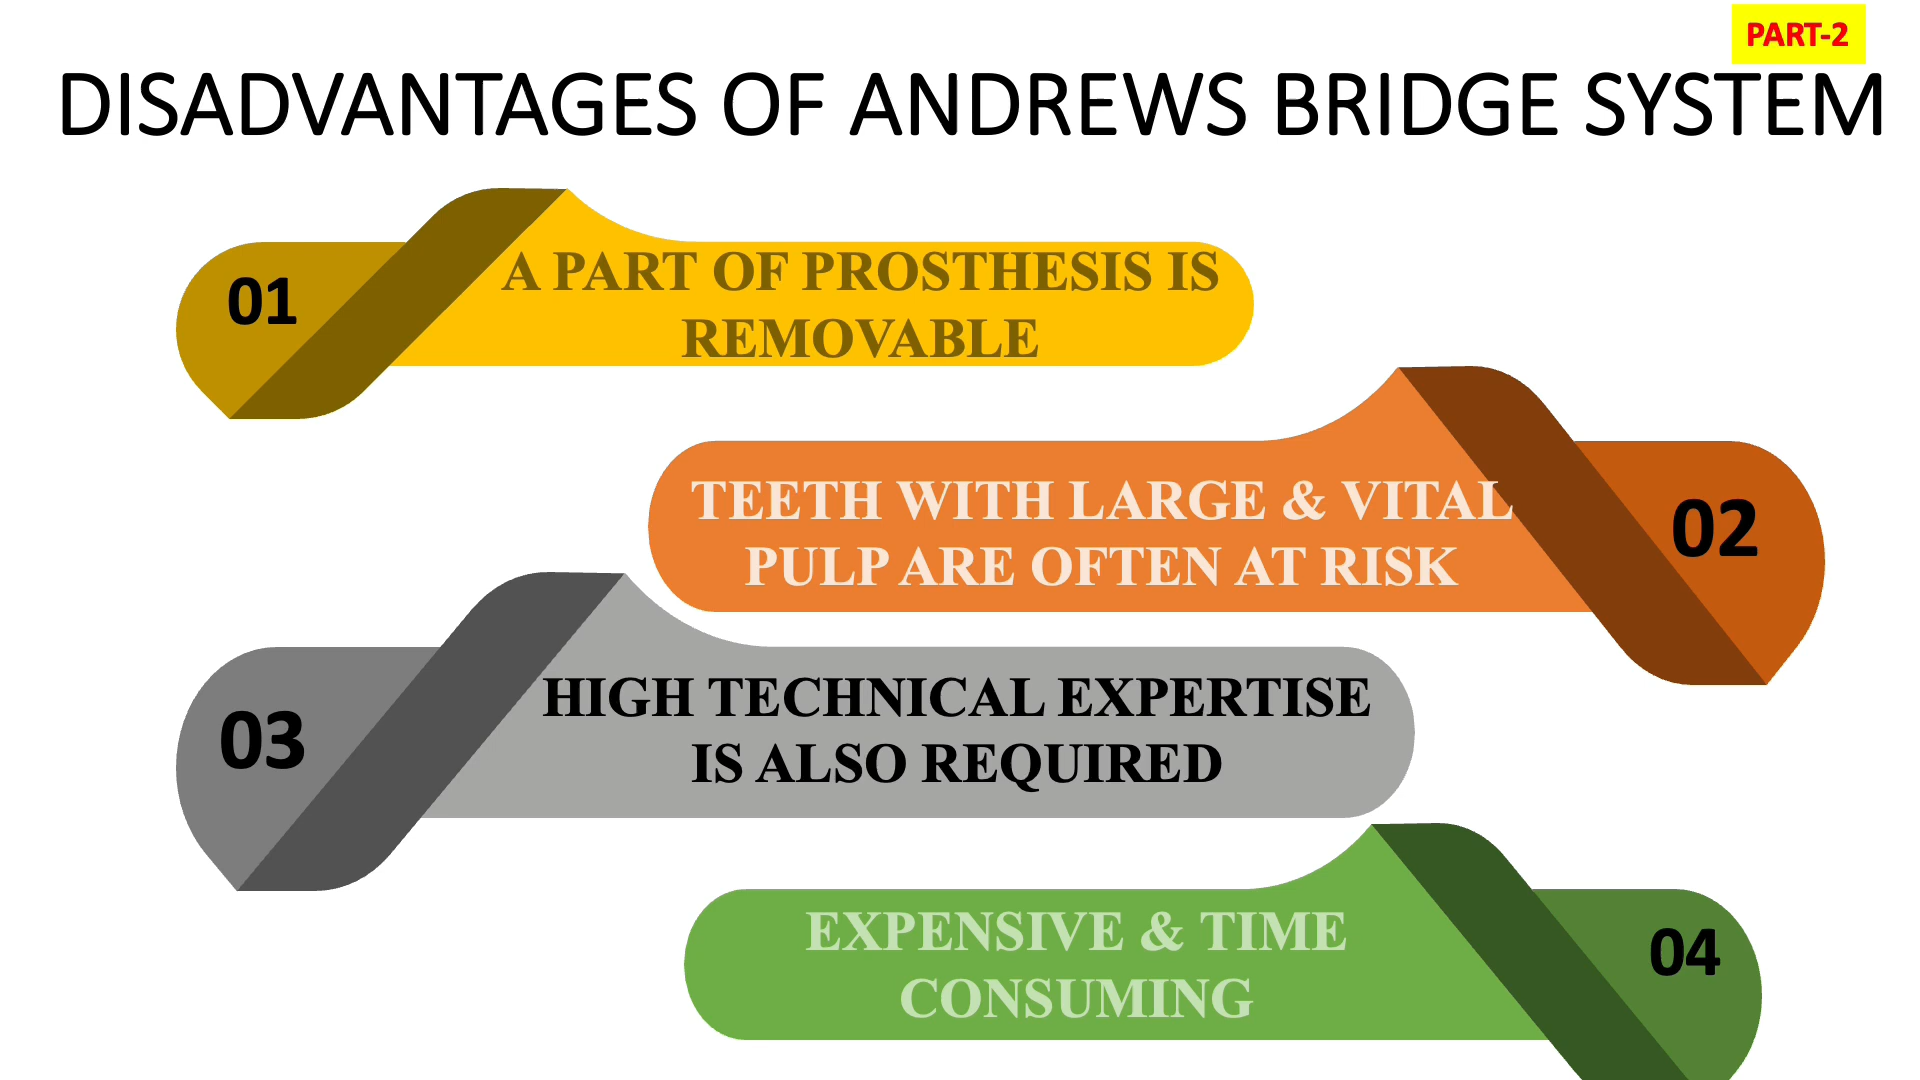 PART-2
DISADVANTAGES OF ANDREWS BRIDGE SYSTEM
01
A PART OF PROSTHESIS IS
REMOVABLE
TEETH WITH LARGE & VITAL
PULP ARE OFTEN AT RISK
02
03
HIGH TECHNICAL EXPERTISE
IS ALSO REQUIRED
EXPENSIVE & TIME
CONSUMING
04